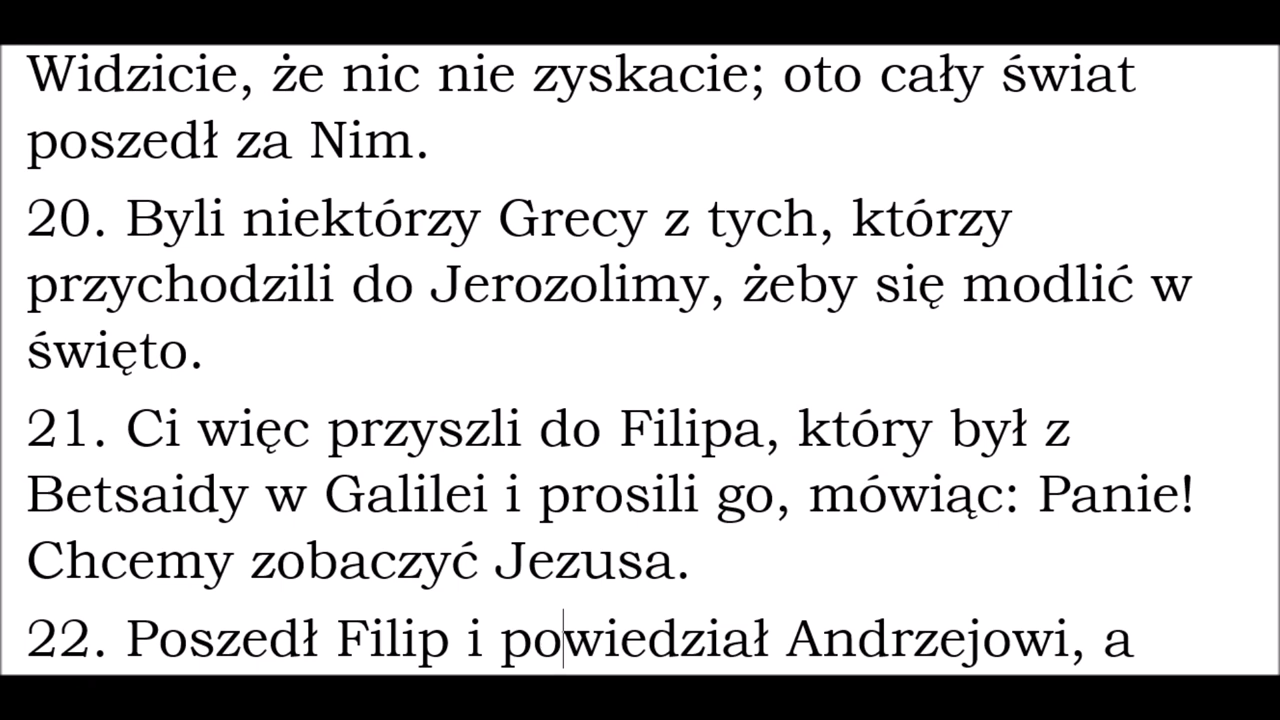 Widzicie, że nic nie zyskacie; oto cały świat
poszedł za Nim.
20. Byli niektórzy Grecy z tych, którzy
przychodzili do Jerozolimy, żeby się modlić w
święto.
21. Ci więc przyszli do Filipa, który był z
Betsaidy w Galilei i prosili go, mówiąc: Panie!
Chcemy zobaczyć Jezusa.
22. Poszedł Filip i powiedział Andrzejowi, a